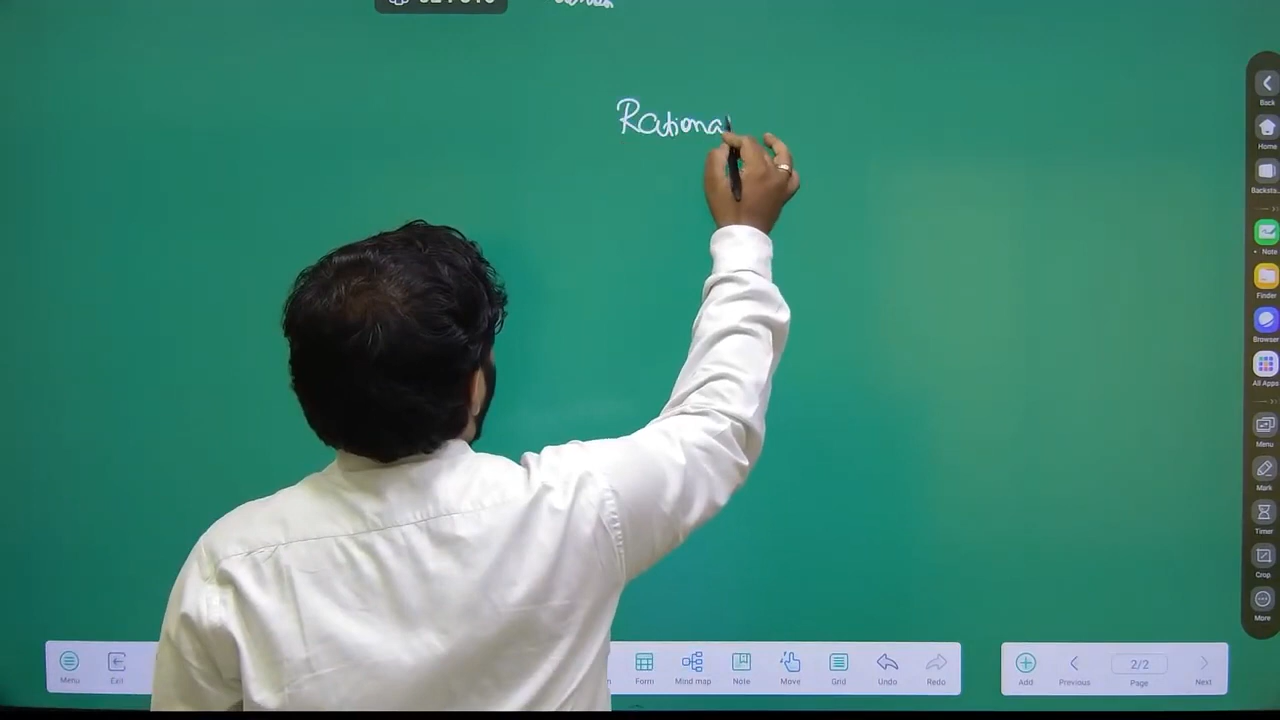 Rationa
Back
Home
Backsta..
Note
Finder
Browser
All Apps
Menu
Mark
Timer
Crop
More
Menu
Exit
Form
Mind map
Note
Move
Grid
Undo
Redo
Add
Previous
2/2
Page
Next